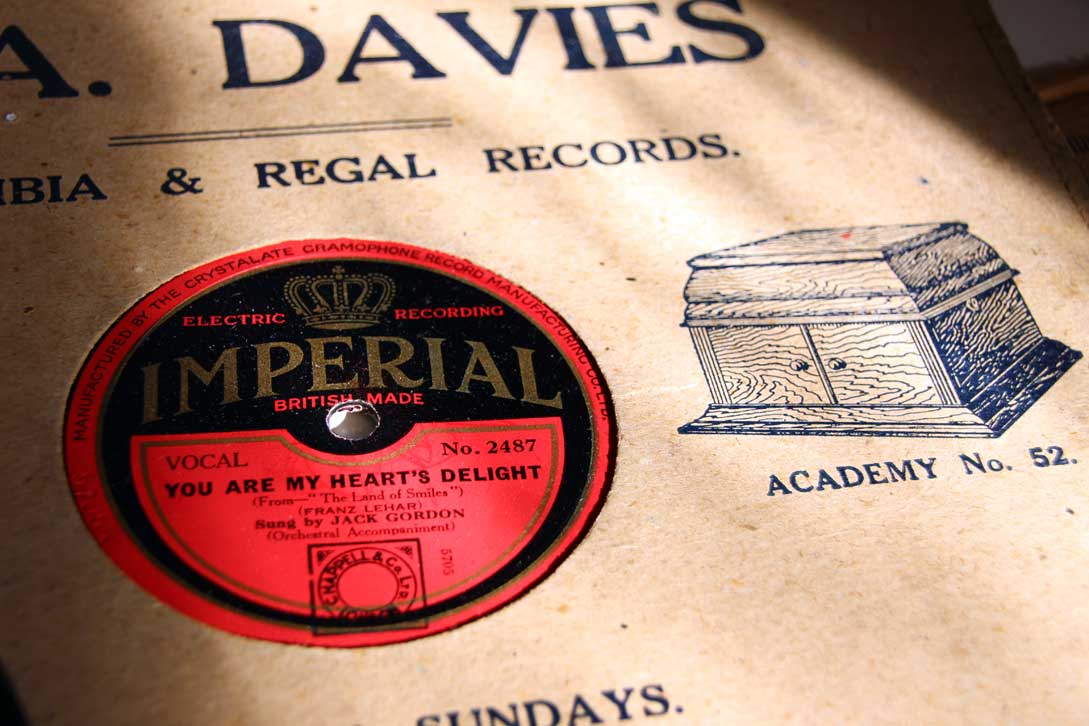 A. DAVIES
MBIA & REGAL RECORDS.
MANUFACTURED BY THE CRYSTALATE GRAMOPHONE RECORD MANUFACTURING CO. LTD.
ELECTRIC RECORDING
IMPERIAL
BRITISH MADE
VOCAL No. 2487
YOU ARE MY HEART'S DELIGHT
(From—"The Land of Smiles")
(FRANZ LEHAR)
Sung by JACK GORDON
(Orchestral Accompaniment)
5705
CHAPPELL & Co. Ltd.
ACADEMY No. 52.
SUNDAYS.